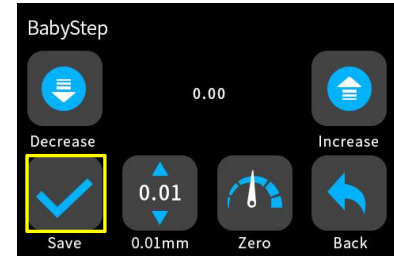 BabyStep
0.00
Decrease
Increase
0.01
Save
0.01mm
Zero
Back